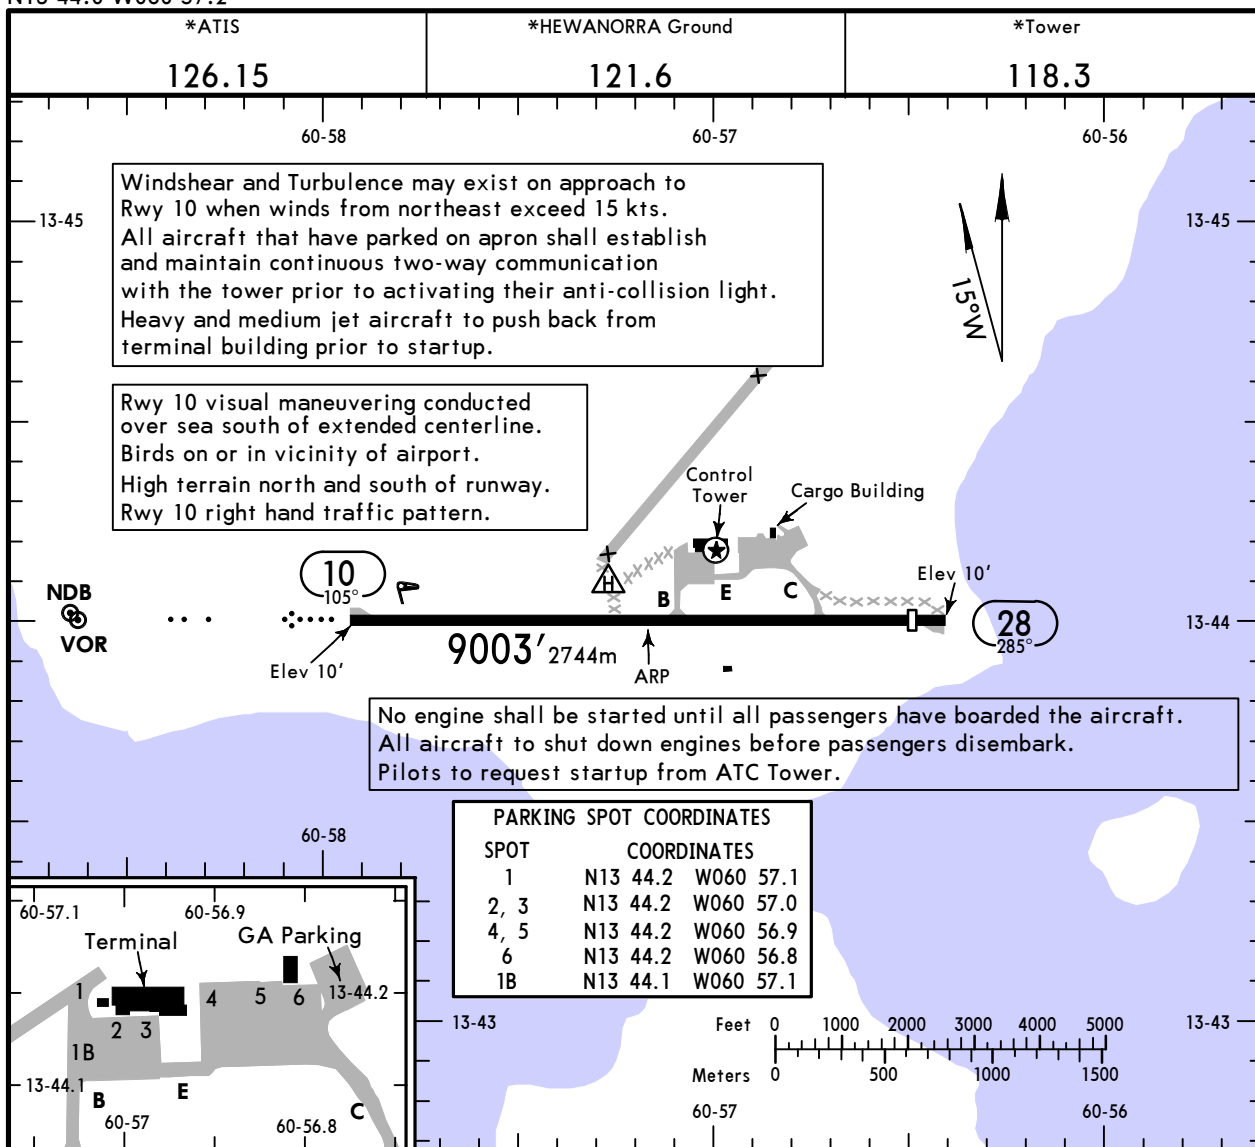 N13 44.0 W060 57.2
*ATIS
126.15
*HEWANORRA Ground
121.6
*Tower
118.3
60-58
60-57
60-56
13-45
13-45
Windshear and Turbulence may exist on approach to
Rwy 10 when winds from northeast exceed 15 kts.
All aircraft that have parked on apron shall establish
and maintain continuous two-way communication
with the tower prior to activating their anti-collision light.
Heavy and medium jet aircraft to push back from
terminal building prior to startup.
15°W
Rwy 10 visual maneuvering conducted
over sea south of extended centerline.
Birds on or in vicinity of airport.
High terrain north and south of runway.
Rwy 10 right hand traffic pattern.
Control
Tower
Cargo Building
10
105°
H
NDB
VOR
B
E
C
Elev 10'
28
285°
13-44
Elev 10'
9003' 2744m
ARP
No engine shall be started until all passengers have boarded the aircraft.
All aircraft to shut down engines before passengers disembark.
Pilots to request startup from ATC Tower.
PARKING SPOT COORDINATES
SPOT COORDINATES
1 N13 44.2 W060 57.1
2, 3 N13 44.2 W060 57.0
4, 5 N13 44.2 W060 56.9
6 N13 44.2 W060 56.8
1B N13 44.1 W060 57.1
60-58
60-57.1
60-56.9
Terminal
GA Parking
1
2
3
4
5
6
13-44.2
1B
13-44.1
B
E
C
60-57
60-56.8
13-43
13-43
Feet 0 1000 2000 3000 4000 5000
Meters 0 500 1000 1500
60-57
60-56